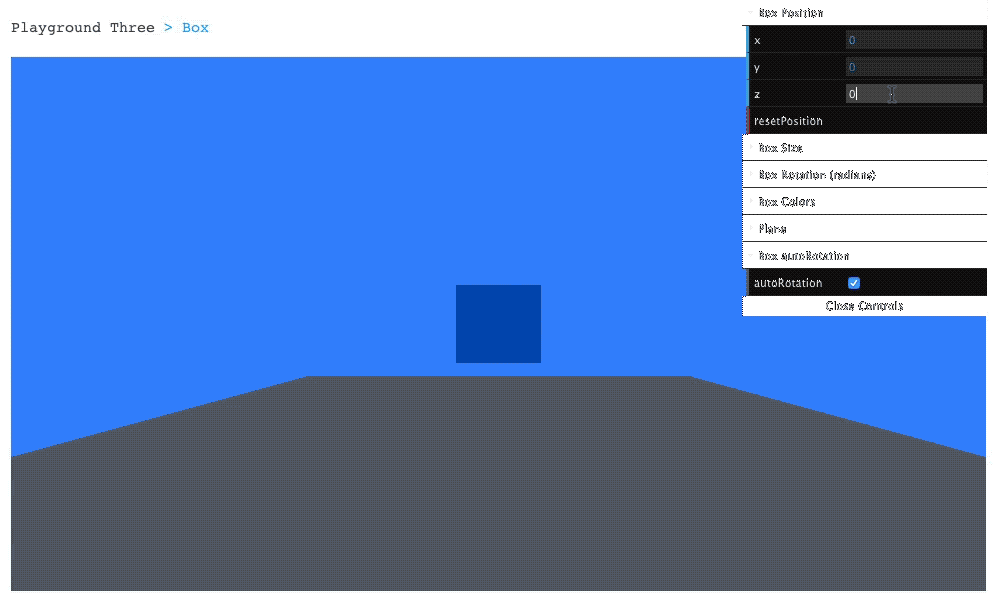 Playground Three > Box
Box Position
x 0
y 0
z 0
resetPosition
Box Size
Box Rotation (radians)
Box Colors
Plane
Box autoRotation
autoRotation
Close Controls